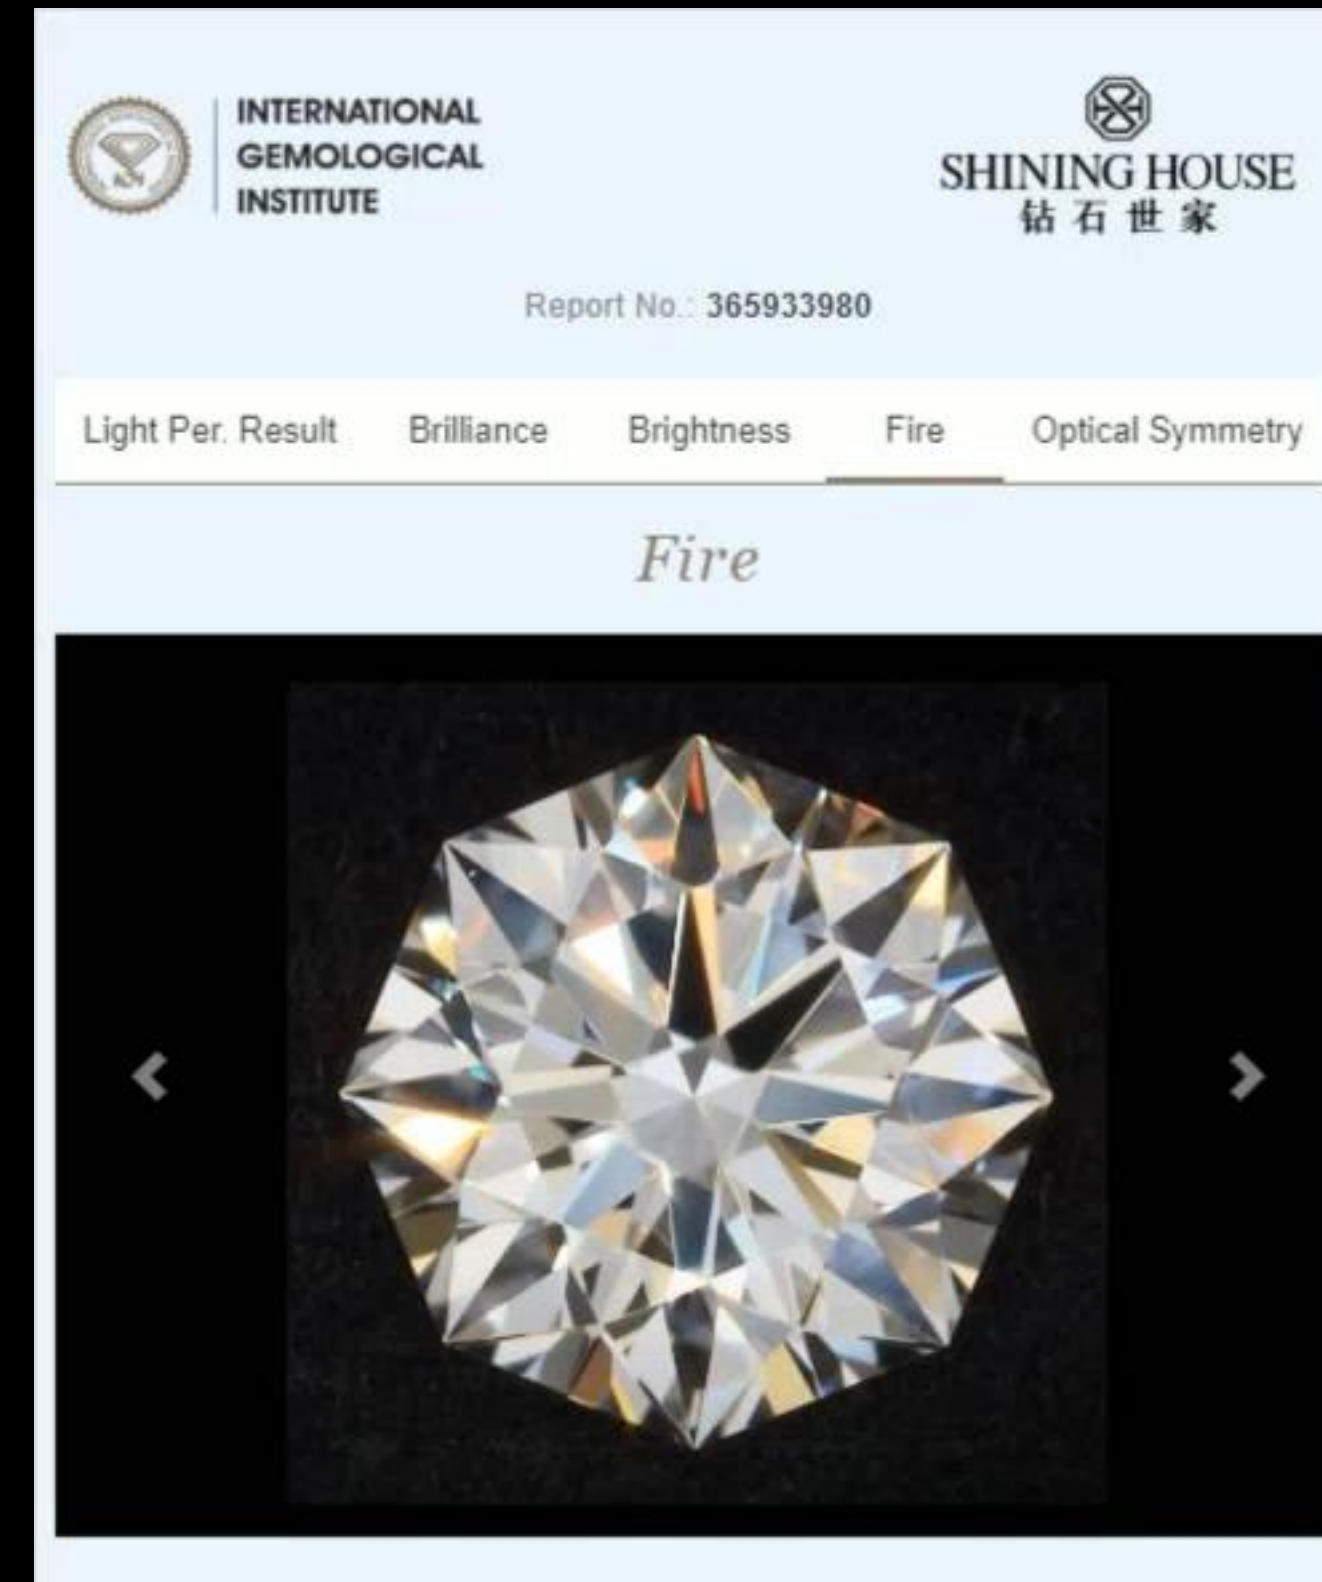 INTERNATIONAL
GEMOLOGICAL
INSTITUTE
SHINING HOUSE
钻石世家
Report No.: 365933980
Light Per. Result Brilliance Brightness Fire Optical Symmetry
Fire